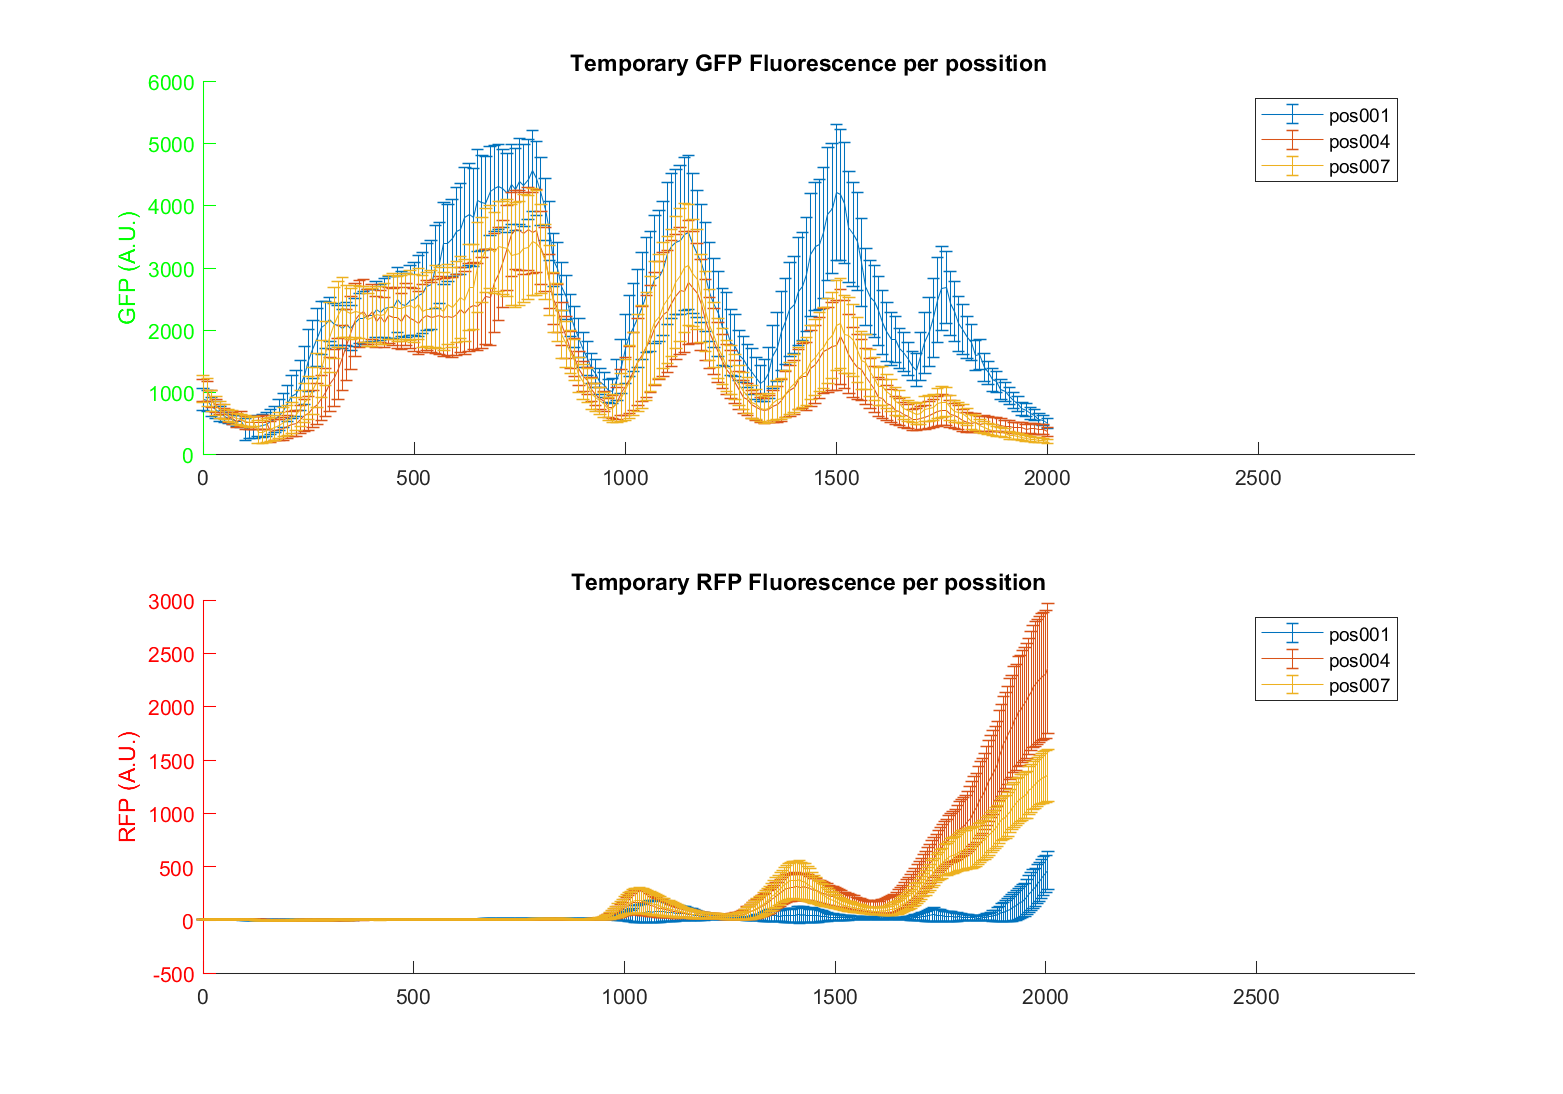 Temporary GFP Fluorescence per possition
GFP (A.U.)
6000
5000
4000
3000
2000
1000
0
0 500 1000 1500 2000 2500
pos001
pos004
pos007
Temporary RFP Fluorescence per possition
RFP (A.U.)
3000
2500
2000
1500
1000
500
0
-500
0 500 1000 1500 2000 2500
pos001
pos004
pos007